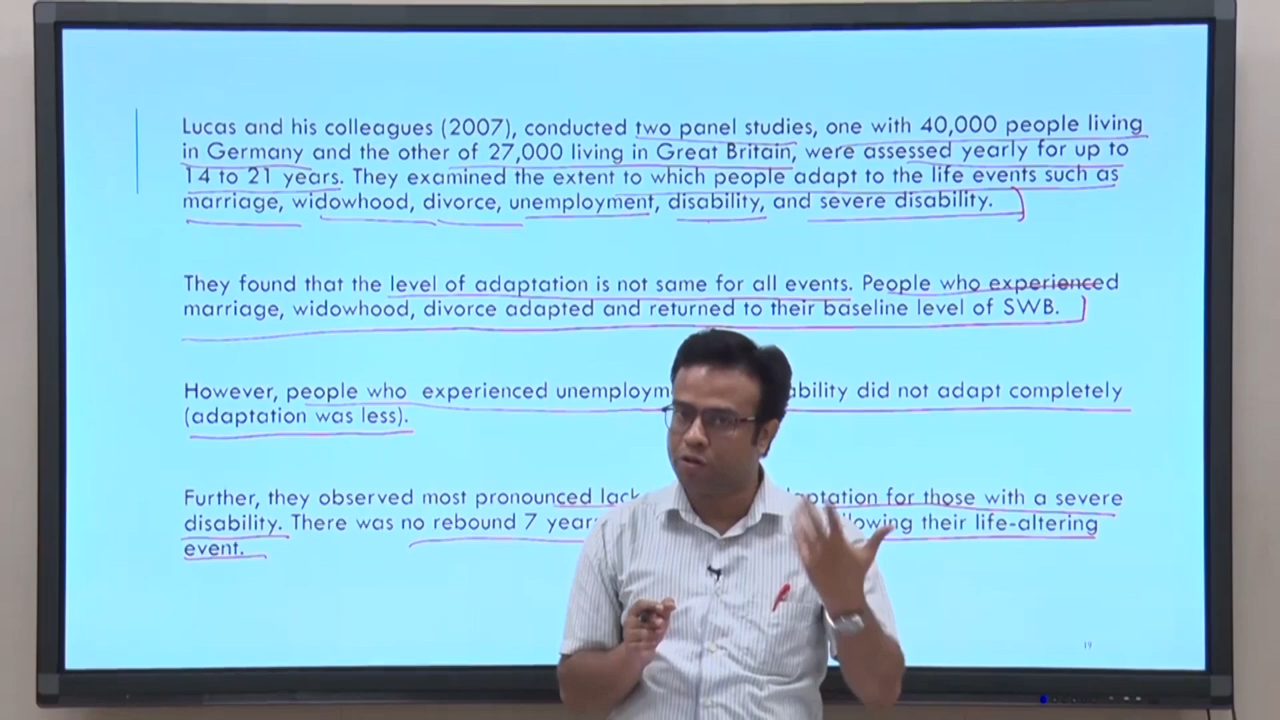 Lucas and his colleagues (2007), conducted two panel studies, one with 40,000 people living
in Germany and the other of 27,000 living in Great Britain, were assessed yearly for up to
14 to 21 years. They examined the extent to which people adapt to the life events such as
marriage, widowhood, divorce, unemployment, disability, and severe disability.
They found that the level of adaptation is not same for all events. People who experienced
marriage, widowhood, divorce adapted and returned to their baseline level of SWB.
However, people who experienced did not adapt completely
(adaptation was less).
Further, they observed most pronounced for those with a severe
disability. There was no rebound 7 their life-altering
event.
19